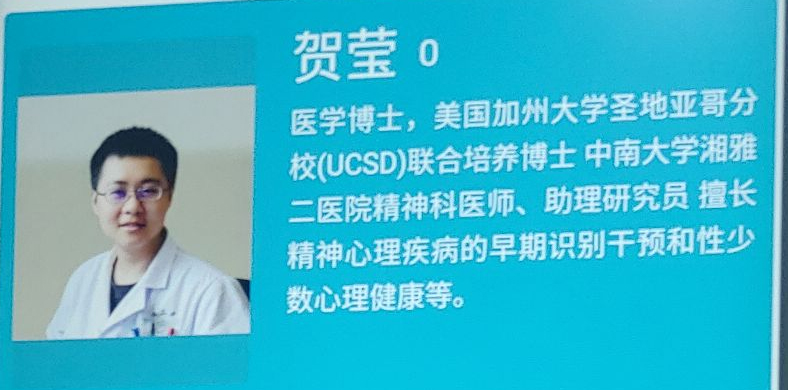 贺莹 0
医学博士，美国加州大学圣地亚哥分
校(UCSD)联合培养博士 中南大学湘雅
二医院精神科医师、助理研究员 擅长
精神心理疾病的早期识别干预和性少
数心理健康等。